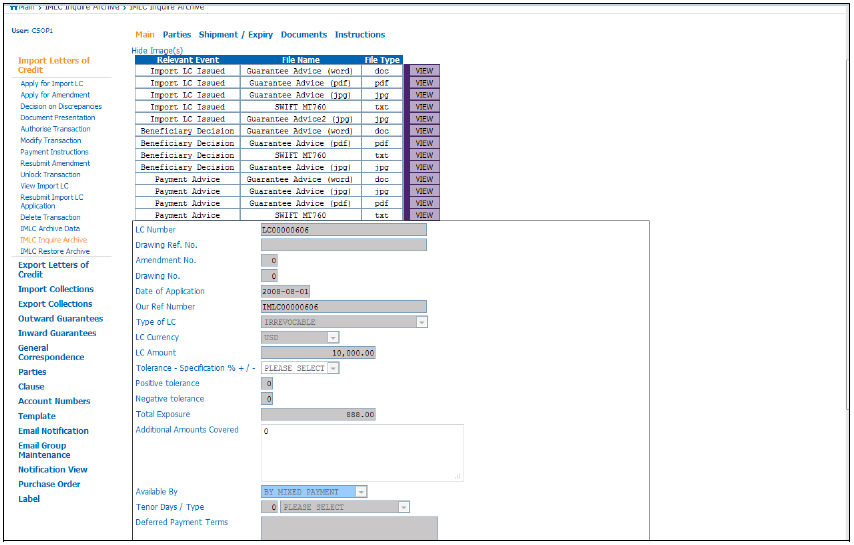 Main > IMLC Inquire Archive > IMLC Inquire Archive
User: CSOP1
Import Letters of
Credit
Apply for Import LC
Apply for Amendment
Decision on Discrepancies
Document Presentation
Authorise Transaction
Modify Transaction
Payment Instructions
Resubmit Amendment
Unlock Transaction
View Import LC
Resubmit Import LC
Application
Delete Transaction
IMLC Archive Data
IMLC Inquire Archive
IMLC Restore Archive
Export Letters of
Credit
Import Collections
Export Collections
Outward Guarantees
Inward Guarantees
General
Correspondence
Parties
Clause
Account Numbers
Template
Email Notification
Email Group
Maintenance
Notification View
Purchase Order
Label
Main Parties Shipment / Expiry Documents Instructions
Hide Image(s)
Relevant Event File Name File Type
Import LC Issued Guarantee Advice (word) doc VIEW
Import LC Issued Guarantee Advice (pdf) pdf VIEW
Import LC Issued Guarantee Advice (jpg) jpg VIEW
Import LC Issued SWIFT MT760 txt VIEW
Import LC Issued Guarantee Advice2 (jpg) jpg VIEW
Beneficiary Decision Guarantee Advice (word) doc VIEW
Beneficiary Decision Guarantee Advice (pdf) pdf VIEW
Beneficiary Decision SWIFT MT760 txt VIEW
Beneficiary Decision Guarantee Advice (jpg) jpg VIEW
Payment Advice Guarantee Advice (word) doc VIEW
Payment Advice Guarantee Advice (jpg) jpg VIEW
Payment Advice Guarantee Advice (pdf) pdf VIEW
Payment Advice SWIFT MT760 txt VIEW
LC Number LC00000606
Drawing Ref. No.
Amendment No. 0
Drawing No. 0
Date of Application 2008-08-01
Our Ref Number IMLC00000606
Type of LC IRREVOCABLE
LC Currency USD
LC Amount 10,000.00
Tolerance - Specification % + / - PLEASE SELECT
Positive tolerance 0
Negative tolerance 0
Total Exposure 888.00
Additional Amounts Covered 0
Available By BY MIXED PAYMENT
Tenor Days / Type 0 PLEASE SELECT
Deferred Payment Terms